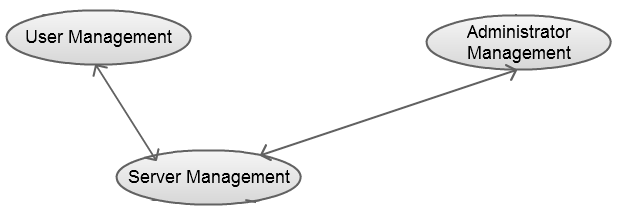 User Management
Administrator
Management
Server Management